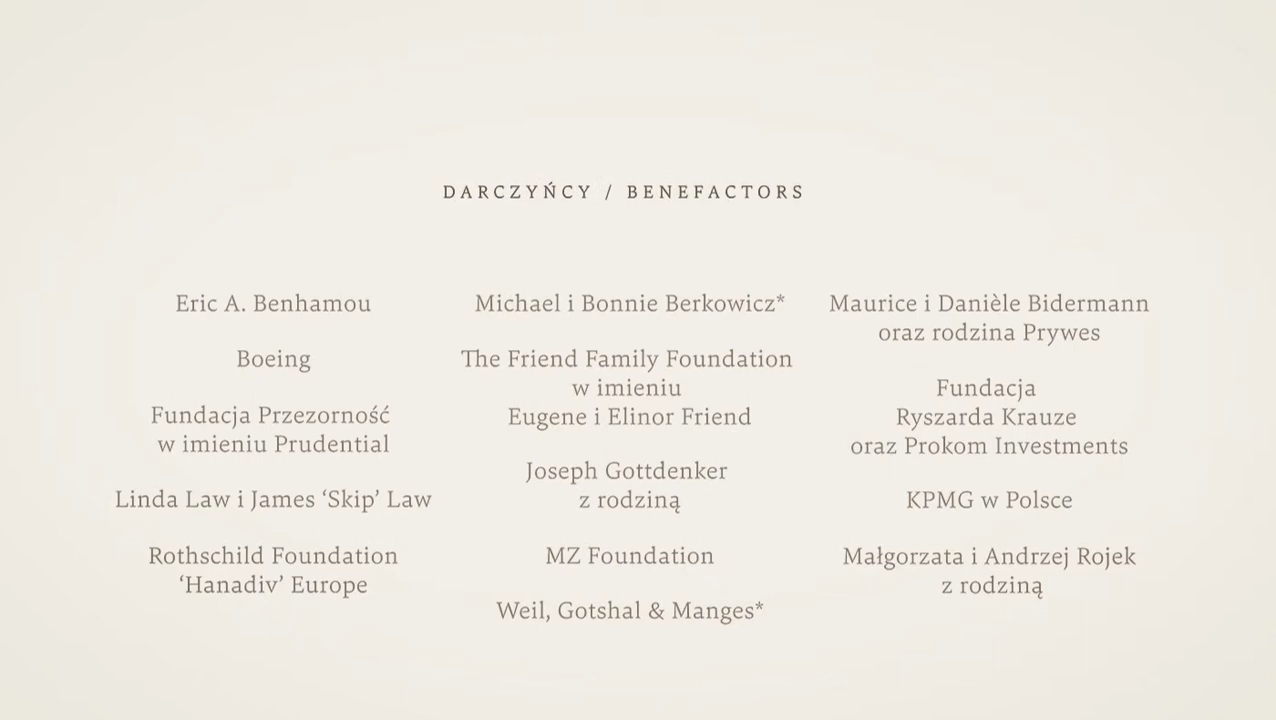 DARCZYŃCY / BENEFACTORS
Eric A. Benhamou
Boeing
Fundacja Przezorność
w imieniu Prudential
Linda Law i James ‘Skip’ Law
Rothschild Foundation
‘Hanadiv’ Europe
Michael i Bonnie Berkowicz*
The Friend Family Foundation
w imieniu
Eugene i Elinor Friend
Joseph Gottdenker
z rodziną
MZ Foundation
Weil, Gotshal & Manges*
Maurice i Danièle Bidermann
oraz rodzina Prywes
Fundacja
Ryszarda Krauze
oraz Prokom Investments
KPMG w Polsce
Małgorzata i Andrzej Rojek
z rodziną